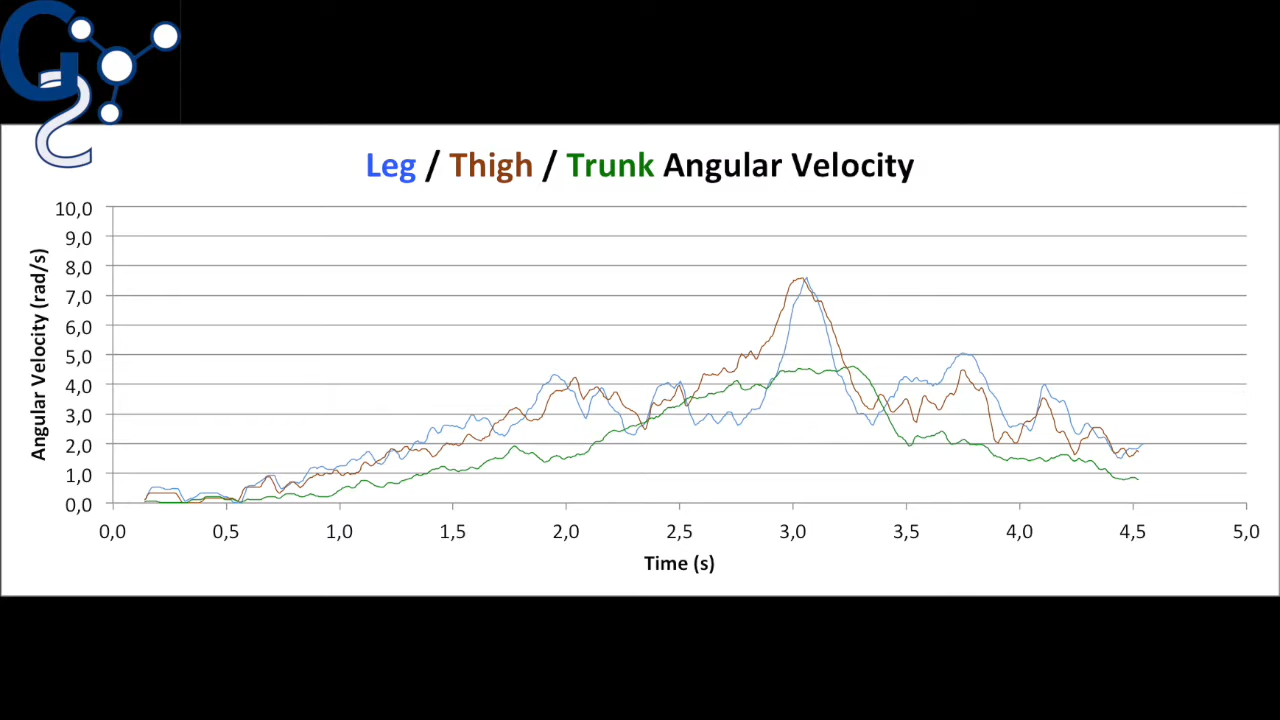 G
S
Leg / Thigh / Trunk Angular Velocity
Angular Velocity (rad/s)
10,0
9,0
8,0
7,0
6,0
5,0
4,0
3,0
2,0
1,0
0,0
0,0 0,5 1,0 1,5 2,0 2,5 3,0 3,5 4,0 4,5 5,0
Time (s)